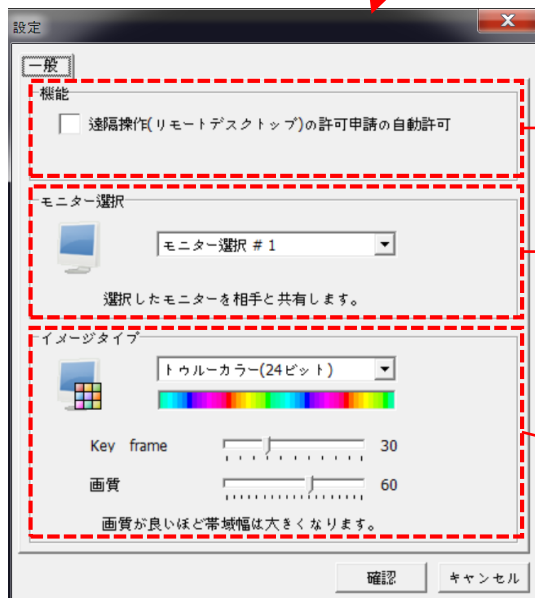 設定
一般
機能
遠隔操作(リモートデスクトップ)の許可申請の自動許可
モニター選択
モニター選択 # 1
選択したモニターを相手と共有します。
イメージタイプ
トゥルーカラー(24ビット)
Key frame 30
画質 60
画質が良いほど帯域幅は大きくなります。
確認 キャンセル